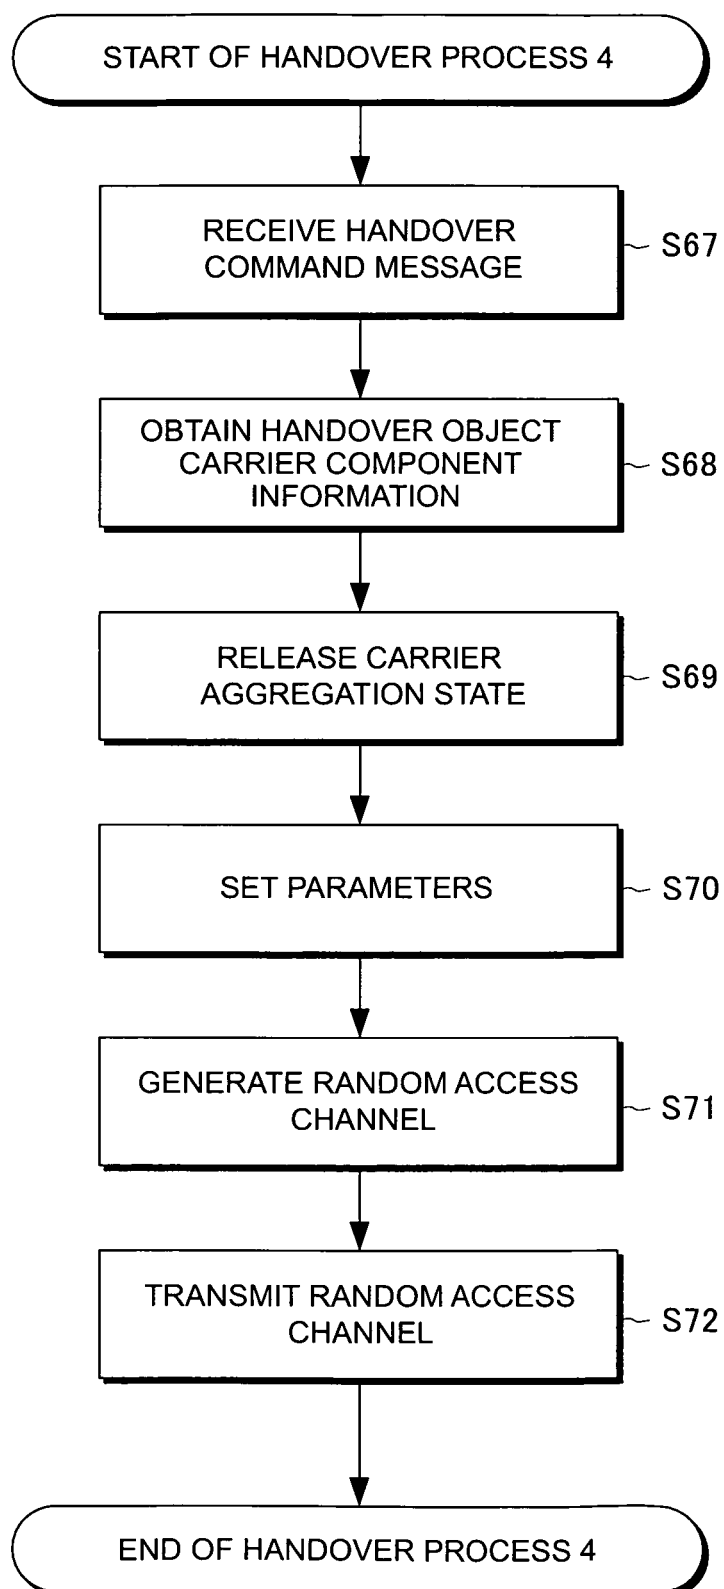 START OF HANDOVER PROCESS 4
RECEIVE HANDOVER
COMMAND MESSAGE
S67
OBTAIN HANDOVER OBJECT
CARRIER COMPONENT
INFORMATION
S68
RELEASE CARRIER
AGGREGATION STATE
S69
SET PARAMETERS
S70
GENERATE RANDOM ACCESS
CHANNEL
S71
TRANSMIT RANDOM ACCESS
CHANNEL
S72
END OF HANDOVER PROCESS 4